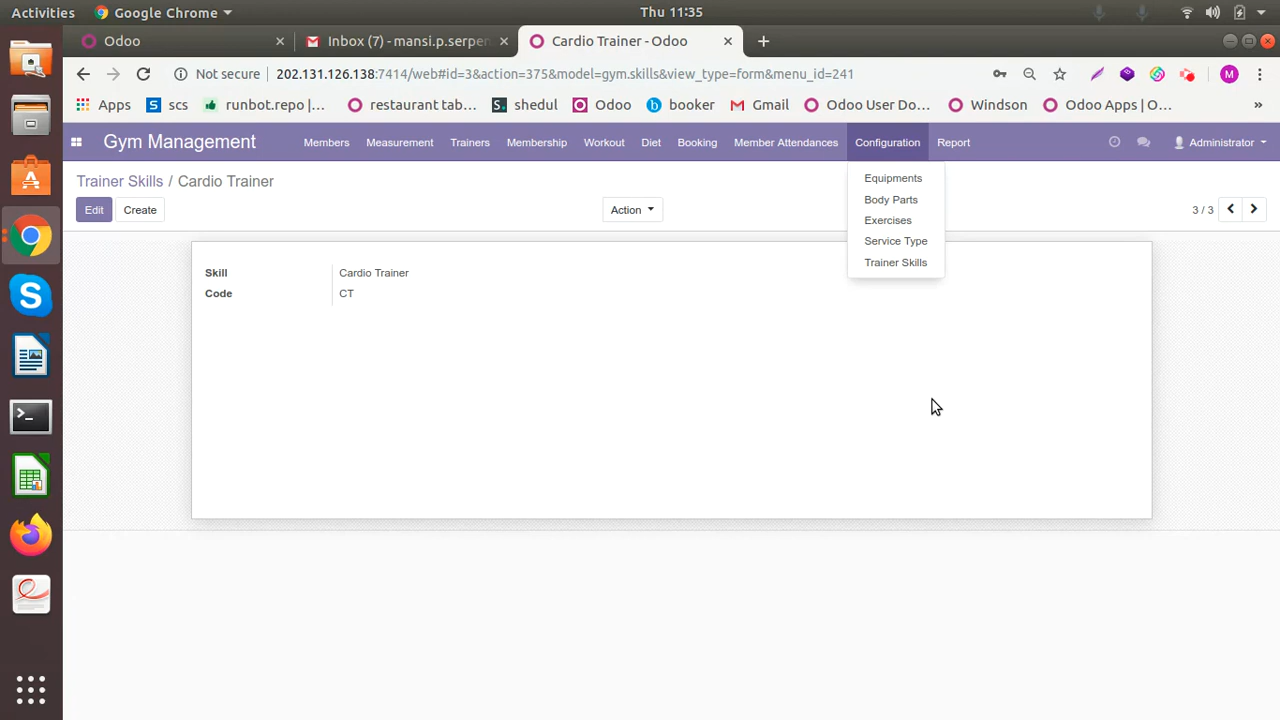 Activities Google Chrome Thu 11:35
Odoo Inbox (7) - mansi.p.serpen Cardio Trainer - Odoo
Not secure 202.131.126.138:7414/web#id=3&action=375&model=gym.skills&view_type=form&menu_id=241 M
Apps S scs runbot.repo |... restaurant tab... S. shedul Odoo b booker Gmail Odoo User Do... Windson Odoo Apps | O... »
Gym Management Members Measurement Trainers Membership Workout Diet Booking Member Attendances Configuration Report Administrator
Trainer Skills / Cardio Trainer
Edit Create Action 3 / 3
Equipments
Body Parts
Exercises
Service Type
Trainer Skills
Skill Cardio Trainer
Code CT